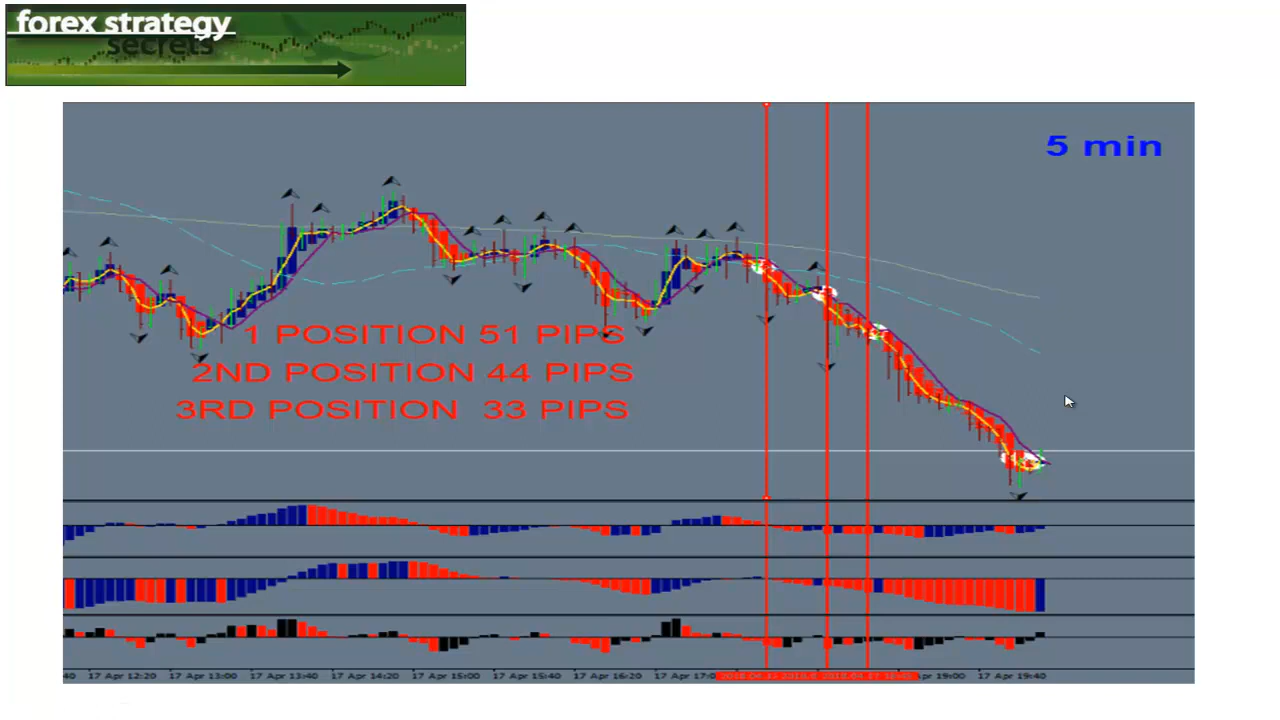 forex strategy
secrets
5 min
1 POSITION 51 PIPS
2ND POSITION 44 PIPS
3RD POSITION 33 PIPS
40 17 Apr 12:20 17 Apr 13:00 17 Apr 13:40 17 Apr 14:20 17 Apr 15:00 17 Apr 15:40 17 Apr 16:20 17 Apr 17:0 19:00 17 Apr 19:40